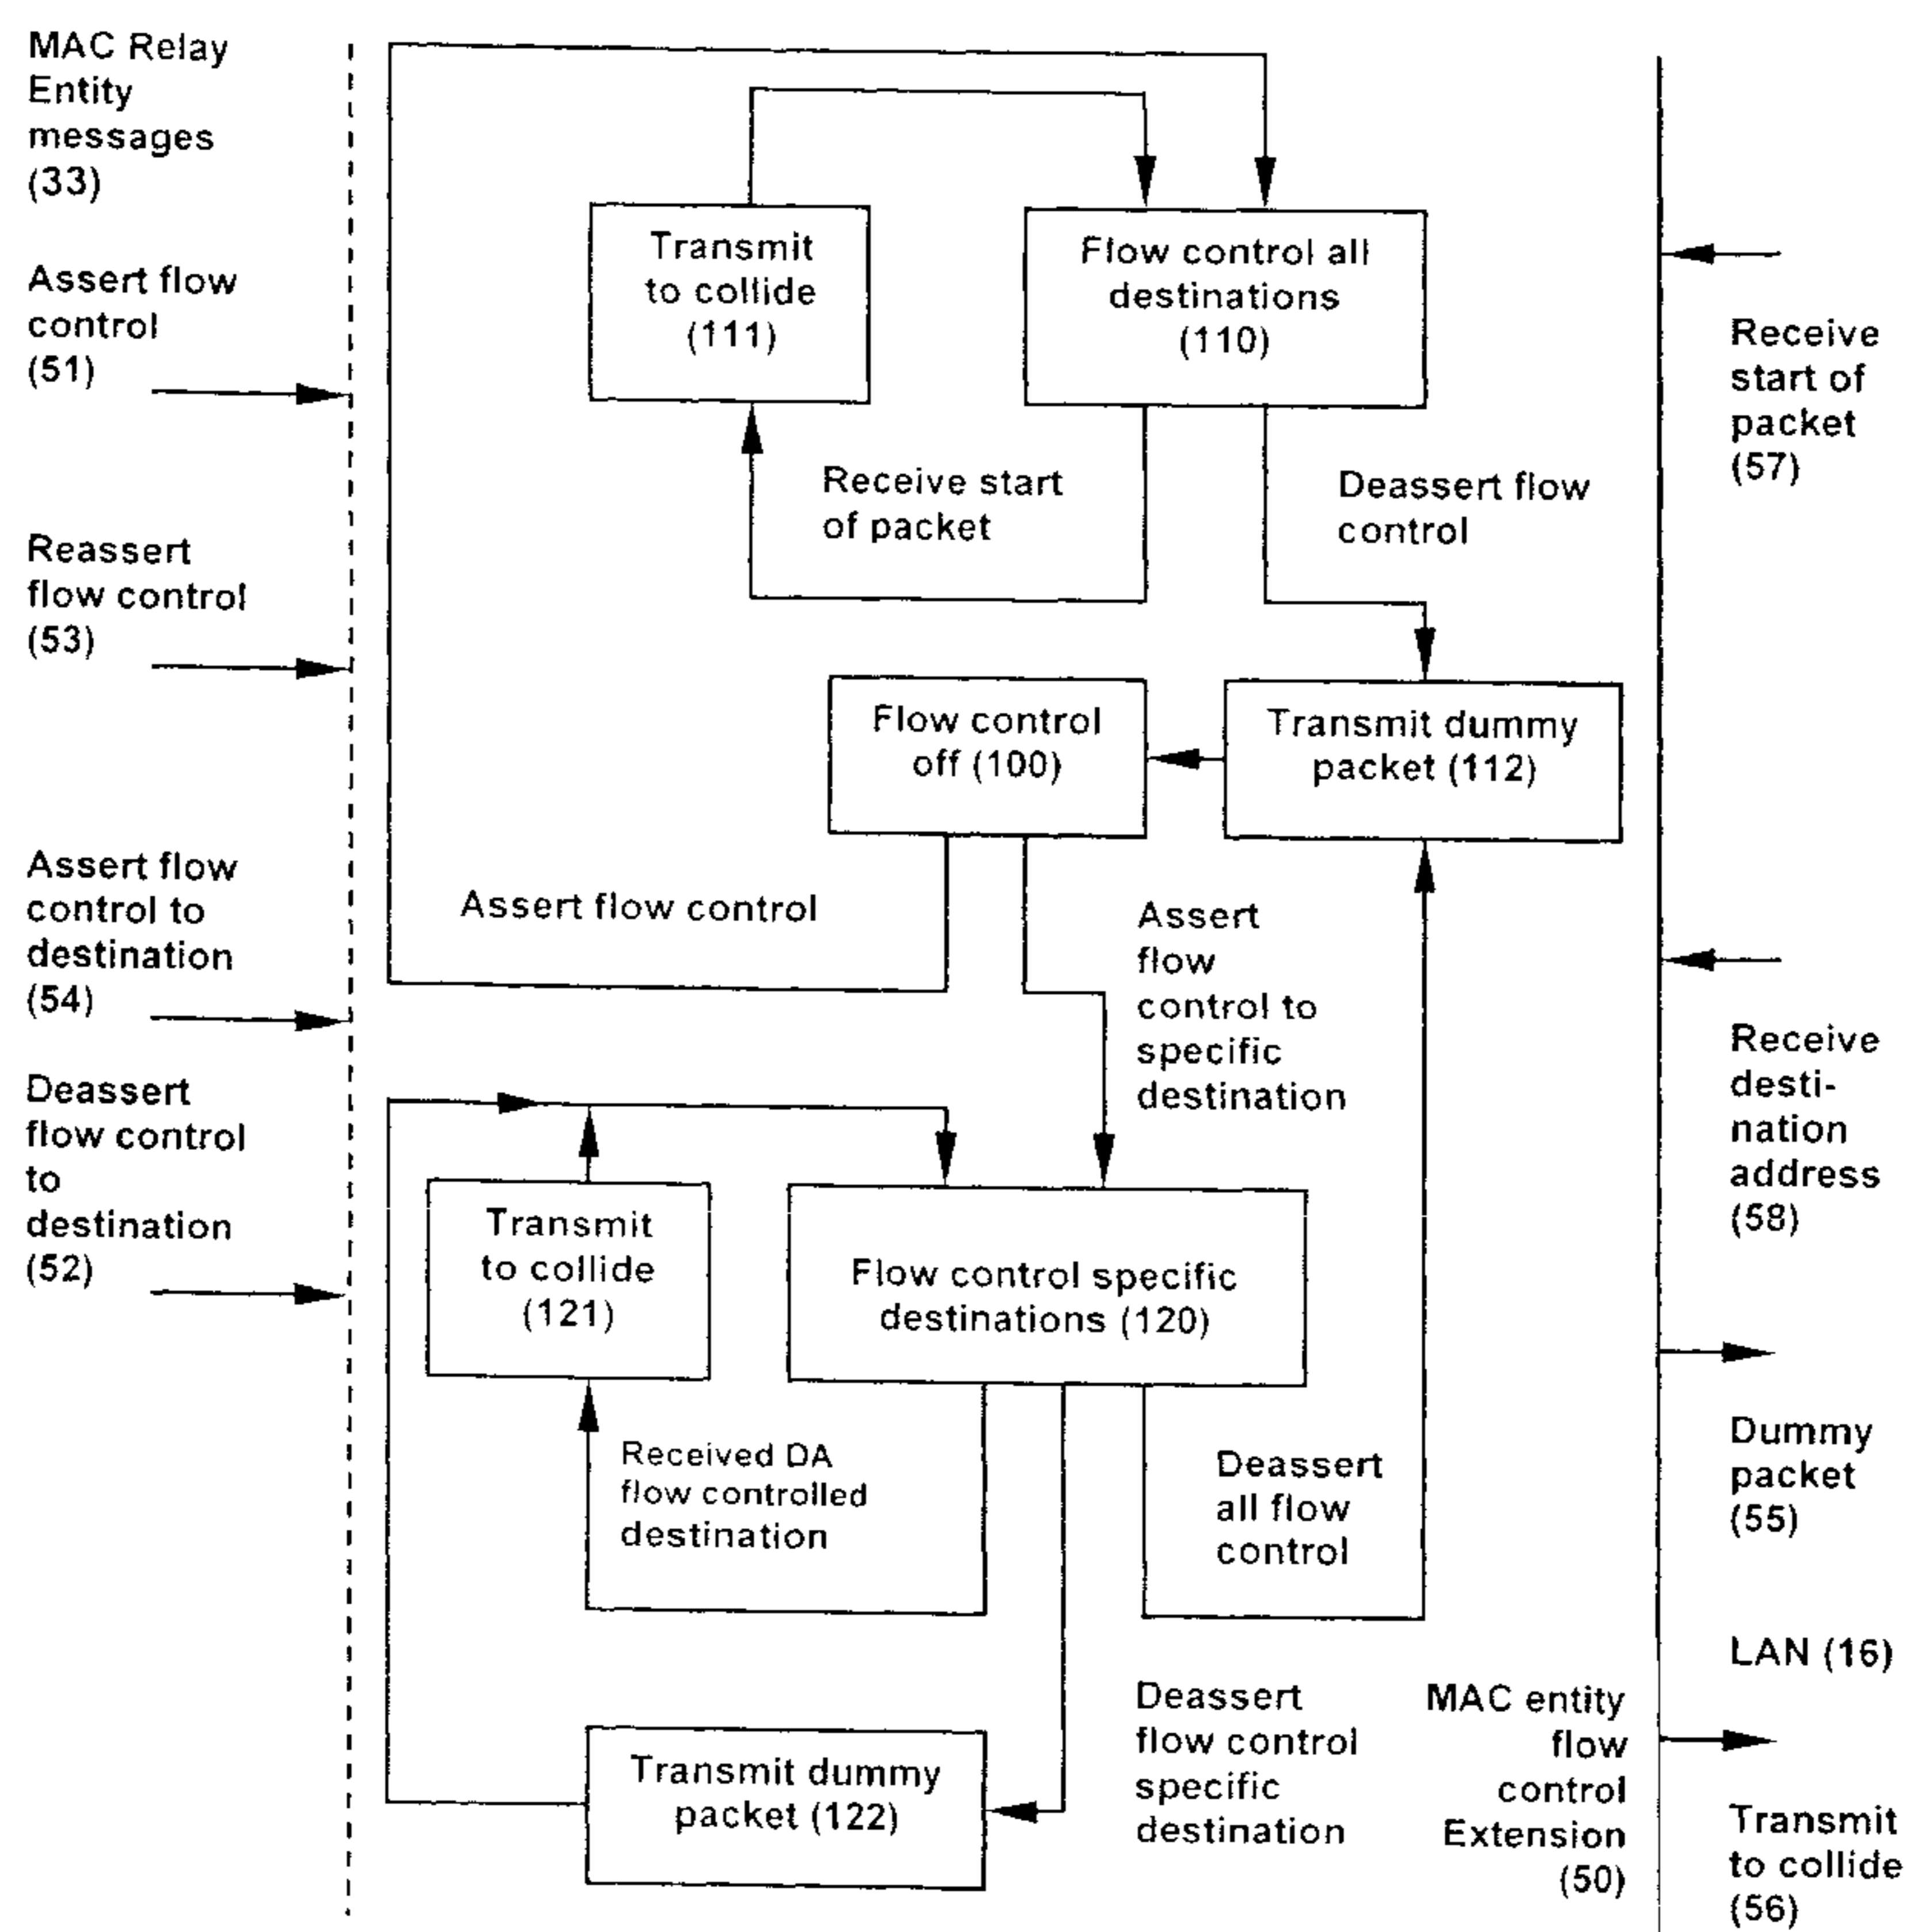 MAC Relay
Entity
messages
(33)
Assert flow
control
(51)
Reassert
flow control
(53)
Assert flow
control to
destination
(54)
Deassert
flow control
to
destination
(52)
Transmit
to collide
(111)
Flow control all
destinations
(110)
Receive start
of packet
Deassert flow
control
Flow control
off (100)
Transmit dummy
packet (112)
Assert flow control
Assert
flow
control to
specific
destination
Transmit
to collide
(121)
Flow control specific
destinations (120)
Received DA
flow controlled
destination
Deassert
all flow
control
Transmit dummy
packet (122)
Deassert
flow control
specific
destination
MAC entity
flow
control
Extension
(50)
Receive
start of
packet
(57)
Receive
desti-
nation
address
(58)
Dummy
packet
(55)
LAN (16)
Transmit
to collide
(56)